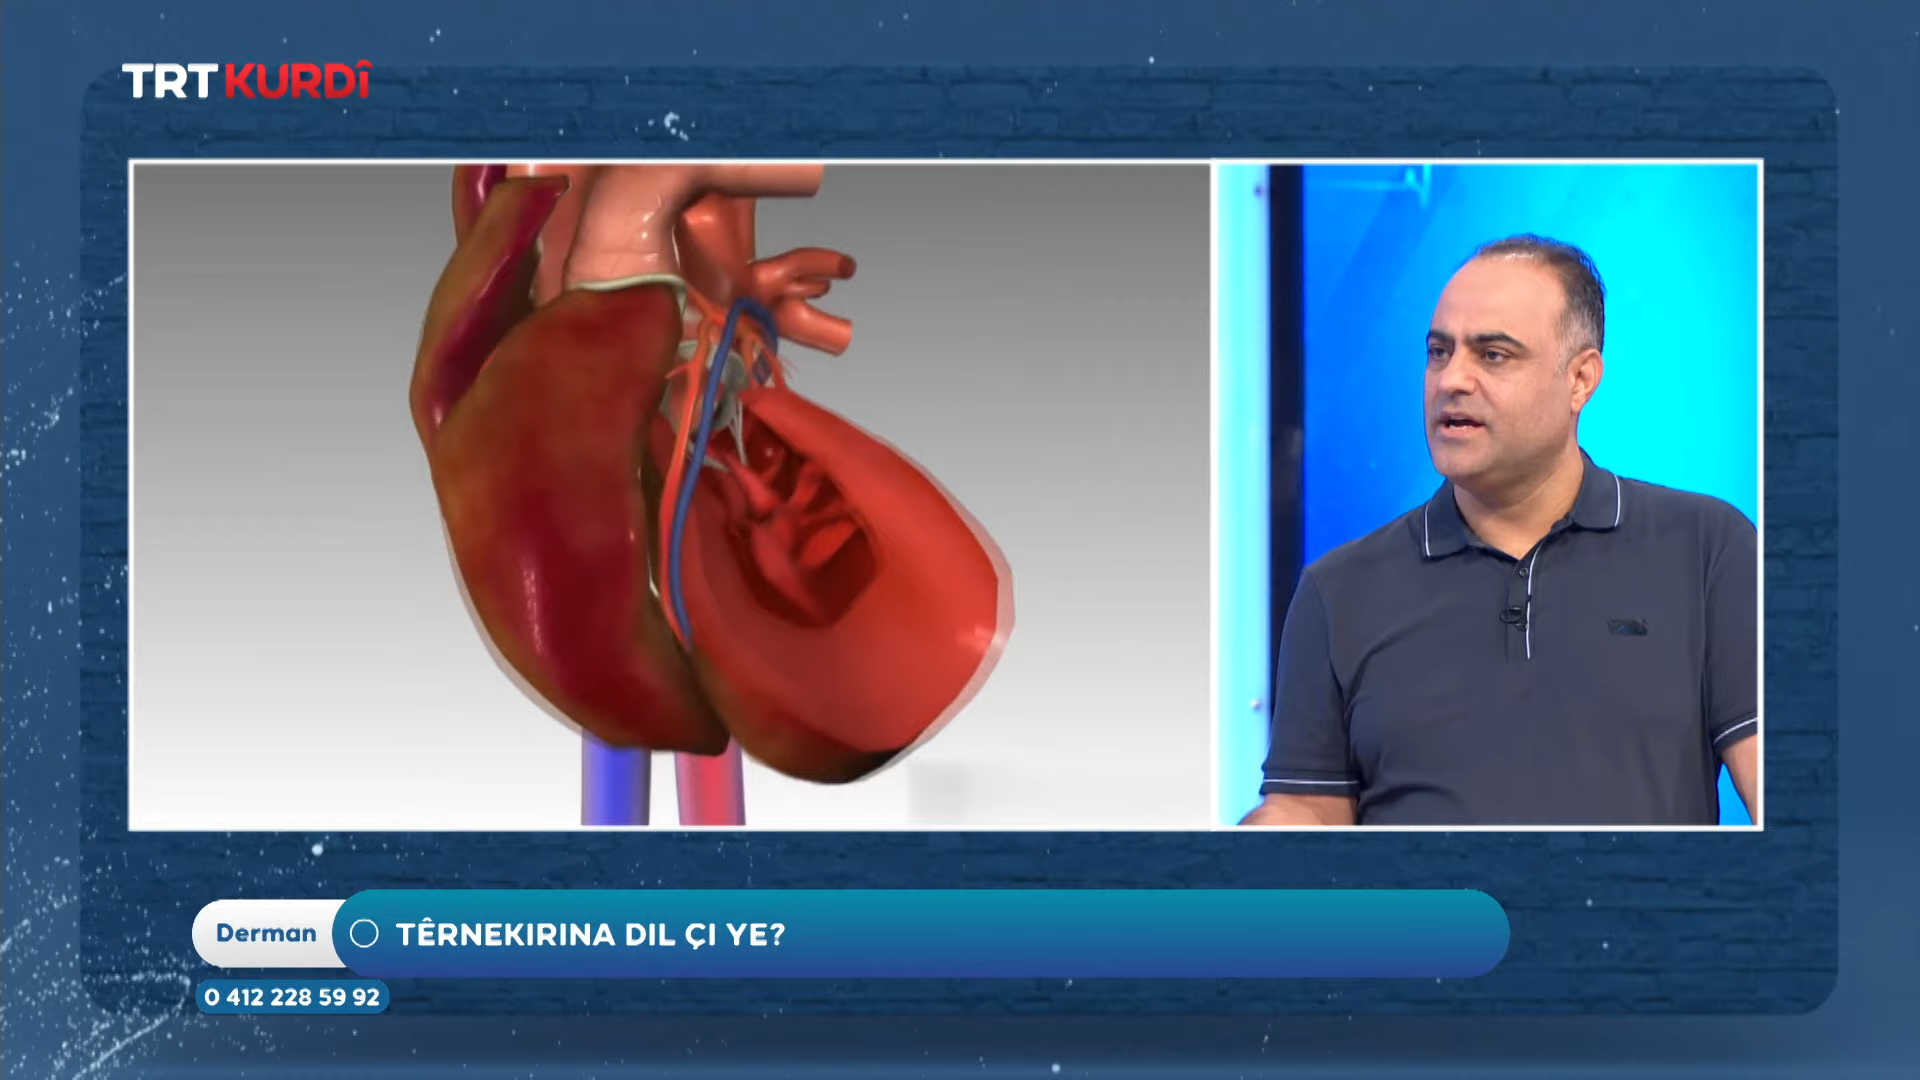 TRT KURDÎ
Derman
TÊRNEKIRINA DIL ÇI YE?
0 412 228 59 92